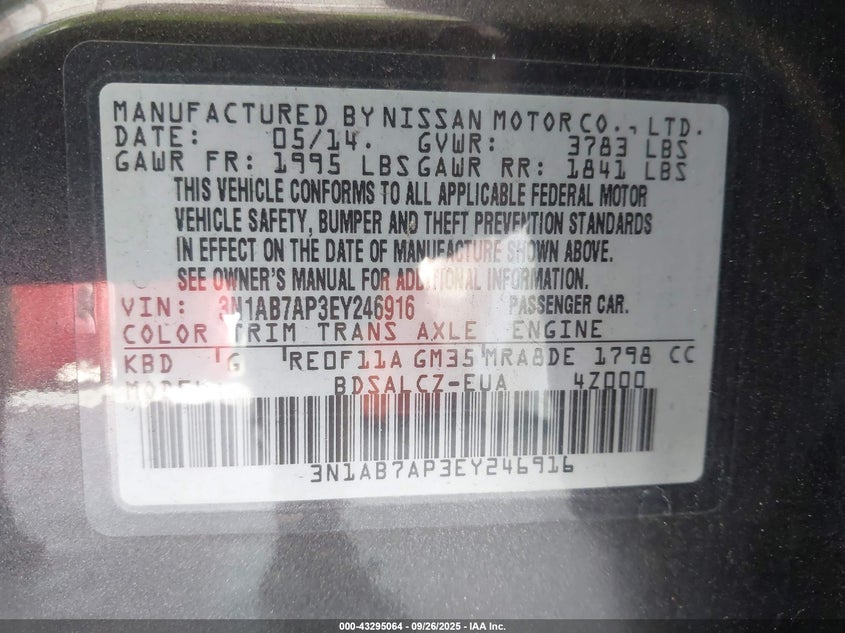 MANUFACTURED BY NISSAN MOTOR CO., LTD.
DATE: 05/14. GVWR: 3783 LBS
GAWR FR: 1995 LBS GAWR RR: 1841 LBS
THIS VEHICLE CONFORMS TO ALL APPLICABLE FEDERAL MOTOR
VEHICLE SAFETY, BUMPER AND THEFT PREVENTION STANDARDS
IN EFFECT ON THE DATE OF MANUFACTURE SHOWN ABOVE.
SEE OWNER'S MANUAL FOR ADDITIONAL INFORMATION.
VIN: 3N1AB7AP3EY246916 PASSENGER CAR.
COLOR TRIM TRANS AXLE ENGINE
KBD G RE0F11A GM35 MRA8DE 1798 CC
MODEL: BDSALCZ-EUA 4Z000
3N1AB7AP3EY246916
000-43295064 - 09/26/2025 - IAA Inc.